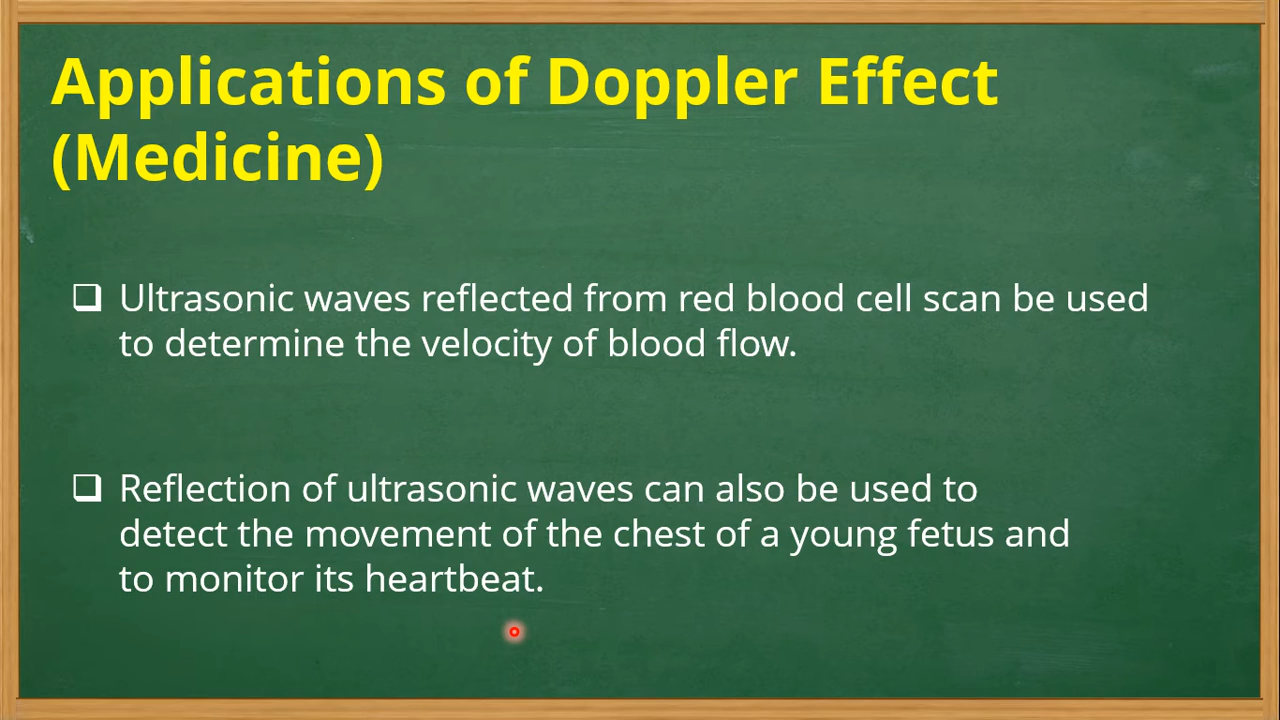 Applications of Doppler Effect
(Medicine)
❑ Ultrasonic waves reflected from red blood cell scan be used
to determine the velocity of blood flow.
❑ Reflection of ultrasonic waves can also be used to
detect the movement of the chest of a young fetus and
to monitor its heartbeat.